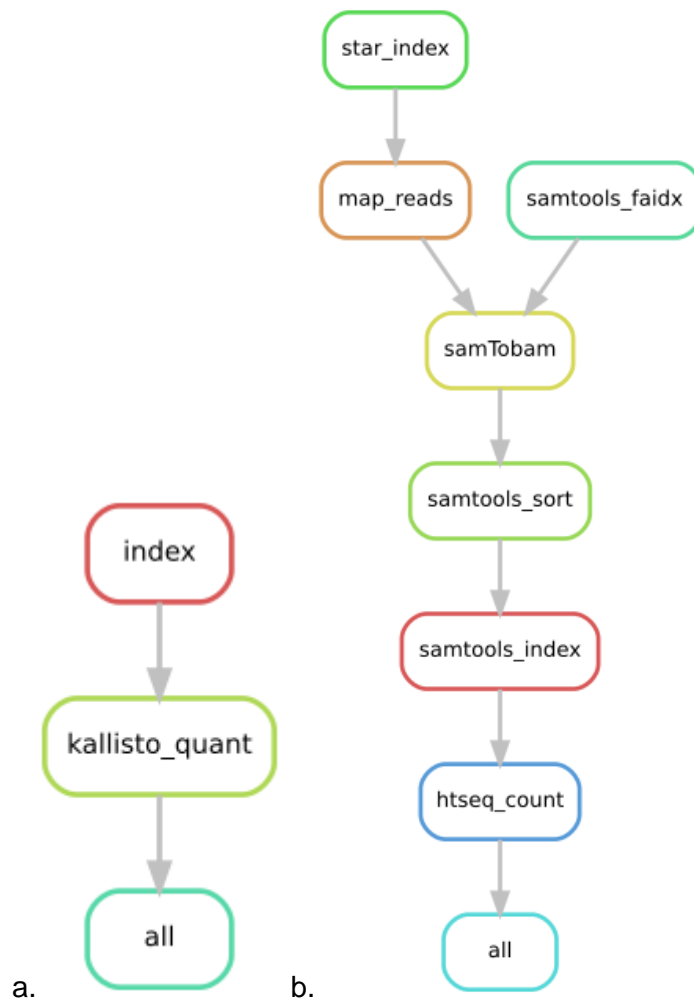 star_index
map_reads
samtools_faidx
samTobam
samtools_sort
index
samtools_index
kallisto_quant
htseq_count
all
all
a.
b.